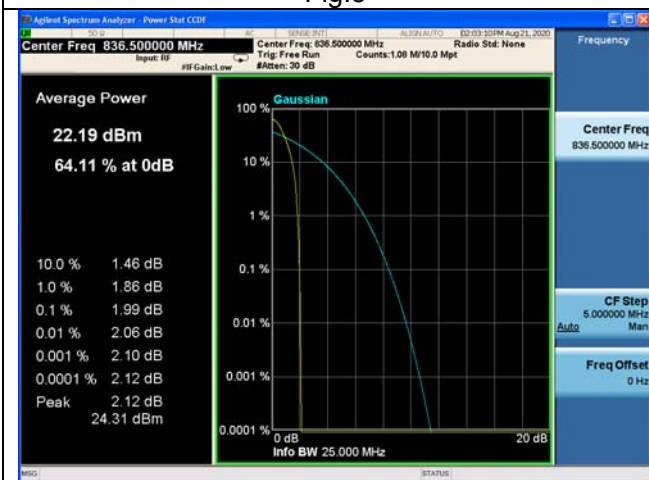 Agilent Spectrum Analyzer - Power Stat CCDF
50 Ω AC SENSE:INT ALIGN AUTO 02:03:10PM Aug 21, 2020
Center Freq 836.500000 MHz
Input: RF
#IFGain:Low
Center Freq: 836.500000 MHz
Radio Std: None
Trig: Free Run
Counts:1.08 M/10.0 Mpt
#Atten: 30 dB
Frequency
Average Power
22.19 dBm
64.11 % at 0dB
10.0 % 1.46 dB
1.0 % 1.86 dB
0.1 % 1.99 dB
0.01 % 2.06 dB
0.001 % 2.10 dB
0.0001 % 2.12 dB
Peak 2.12 dB
24.31 dBm
100 %
Gaussian
10 %
1 %
0.1 %
0.01 %
0.001 %
0.0001 %
0 dB
20 dB
Info BW 25.000 MHz
Center Freq
836.500000 MHz
CF Step
5.000000 MHz
Auto Man
Freq Offset
0 Hz
MSG
STATUS